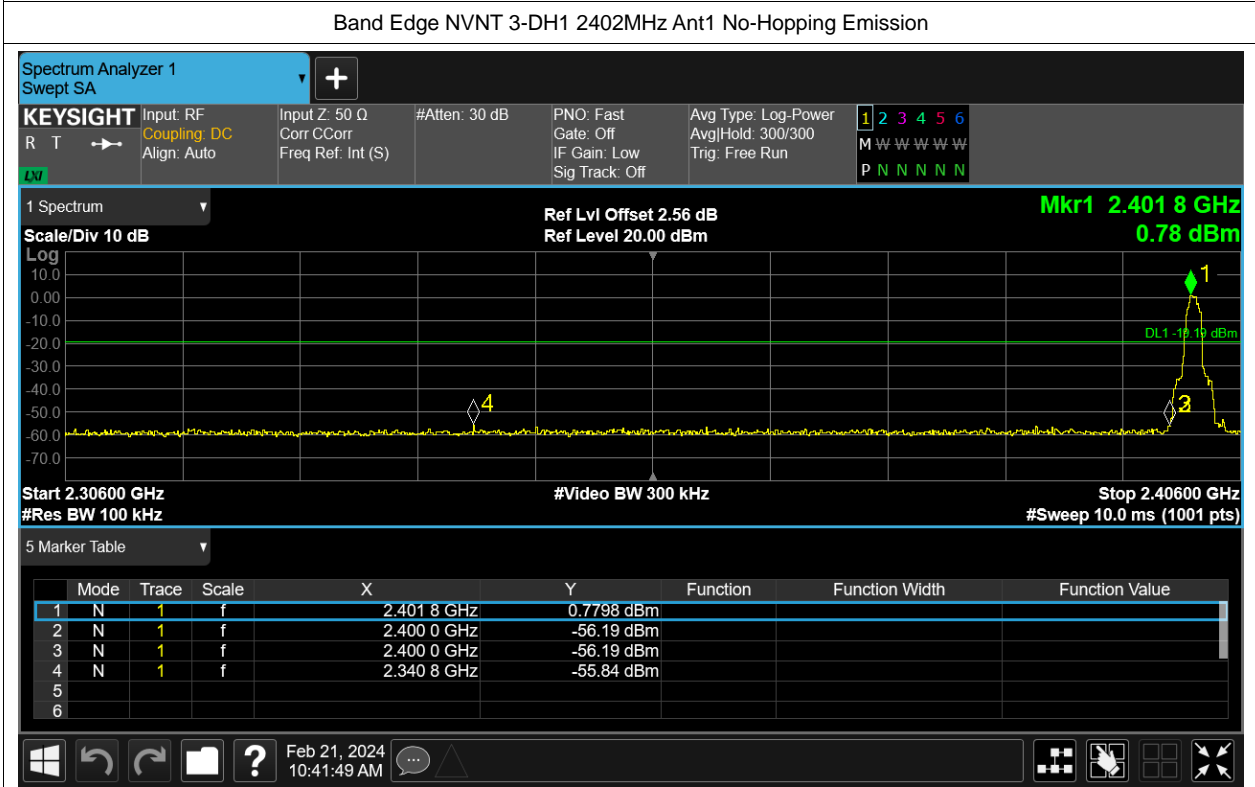 Band Edge NVNT 3-DH1 2402MHz Ant1 No-Hopping Emission
Spectrum Analyzer 1
Swept SA
KEYSIGHT Input: RF Input Z: 50 Ω #Atten: 30 dB PNO: Fast Avg Type: Log-Power 1 2 3 4 5 6
R T Coupling: DC Corr CCorr Gate: Off Avg|Hold: 300/300 M W W W W W
Align: Auto Freq Ref: Int (S) IF Gain: Low Trig: Free Run
LXI Sig Track: Off P N N N N N
1 Spectrum Ref Lvl Offset 2.56 dB Mkr1 2.401 8 GHz
Scale/Div 10 dB Ref Level 20.00 dBm 0.78 dBm
Log
10.0 1
0.00
-10.0
DL1 -19.19 dBm
-20.0
-30.0
-40.0
4
-50.0
-60.0
-70.0
Start 2.30600 GHz #Video BW 300 kHz Stop 2.40600 GHz
#Res BW 100 kHz #Sweep 10.0 ms (1001 pts)
5 Marker Table
Mode Trace Scale X Y Function Function Width Function Value
1 N 1 f 2.401 8 GHz 0.7798 dBm
2 N 1 f 2.400 0 GHz -56.19 dBm
3 N 1 f 2.400 0 GHz -56.19 dBm
4 N 1 f 2.340 8 GHz -55.84 dBm
5
6
? Feb 21, 2024
10:41:49 AM